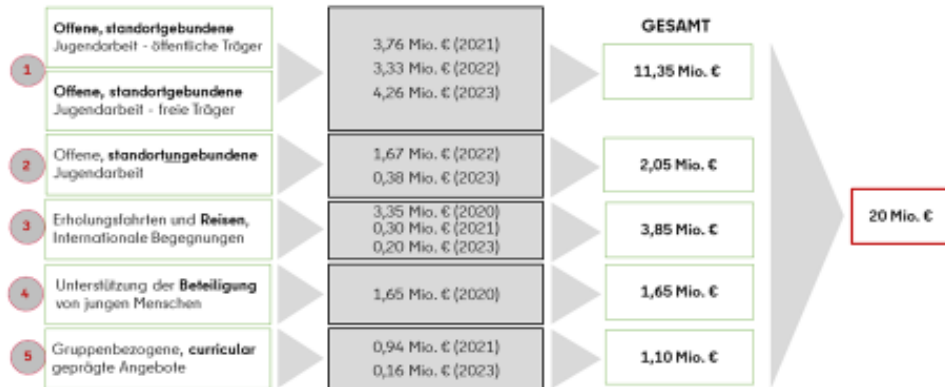 GESAMT
1
Offene, standortgebundene
Jugendarbeit - öffentliche Träger
Offene, standortgebundene
Jugendarbeit - freie Träger
3,76 Mio. € (2021)
3,33 Mio. € (2022)
4,26 Mio. € (2023)
11,35 Mio. €
2
Offene, standortungebundene
Jugendarbeit
1,67 Mio. € (2022)
0,38 Mio. € (2023)
2,05 Mio. €
3
Erholungsfahrten und Reisen,
Internationale Begegnungen
3,35 Mio. € (2020)
0,30 Mio. € (2021)
0,20 Mio. € (2023)
3,85 Mio. €
4
Unterstützung der Beteiligung
von jungen Menschen
1,65 Mio. € (2020)
1,65 Mio. €
5
Gruppenbezogene, curricular
geprägte Angebote
0,94 Mio. € (2021)
0,16 Mio. € (2023)
1,10 Mio. €
20 Mio. €